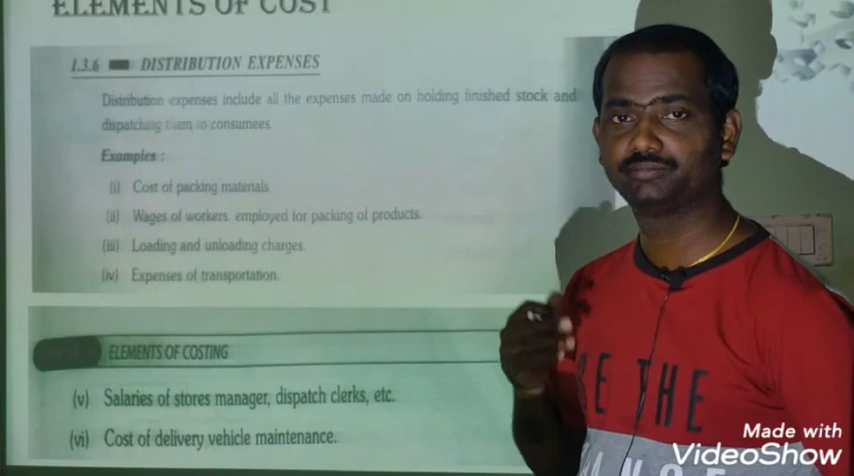 ELEMENTS OF COST
1.3.6 DISTRIBUTION EXPENSES
Distribution expenses include all the expenses made on holding finished stock and
dispatching them to consumees.
Examples :
(i) Cost of packing materials
(ii) Wages of workers. employed for packing of products.
(iii) Loading and unloading charges.
(iv) Expenses of transportation.
ELEMENTS OF COSTING
(v) Salaries of stores manager, dispatch clerks, etc.
(vi) Cost of delivery vehicle maintenance.
BE THE
Made with
VideoShow